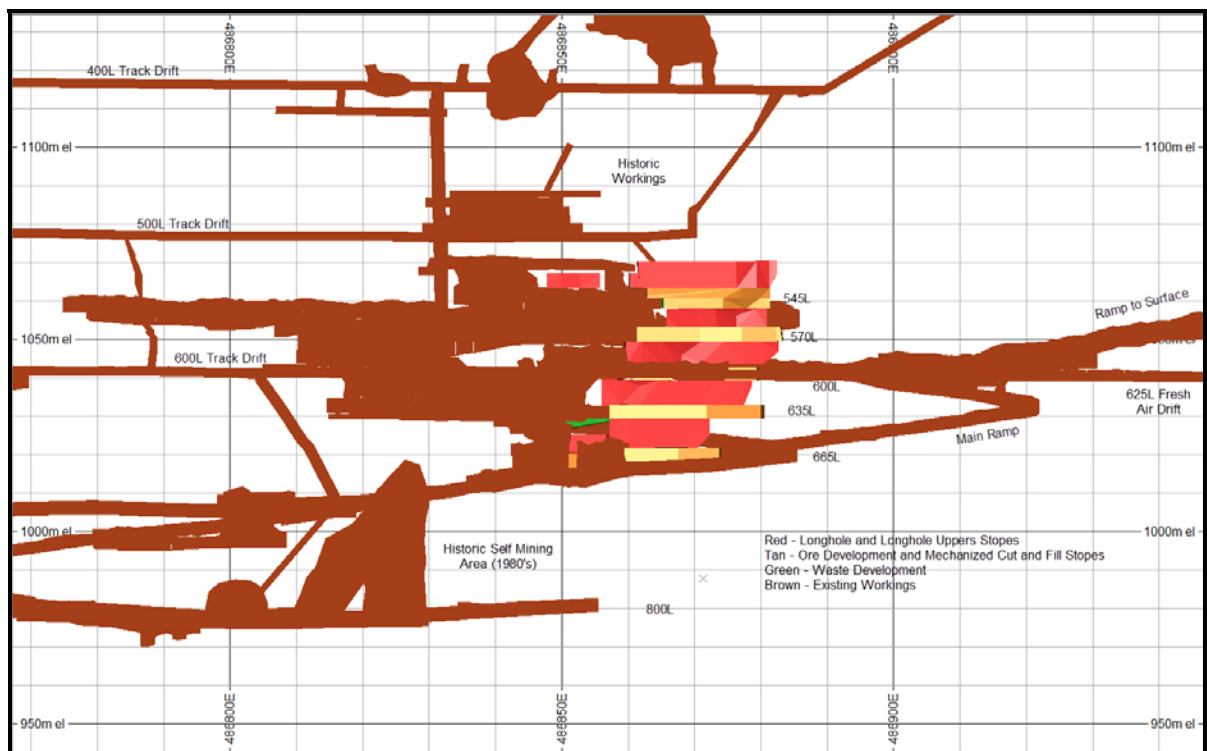 486800E
486850E
486900E
400L Track Drift
1100m el
1100m el
Historic
Workings
500L Track Drift
545L
Ramp to Surface
570L
1050m el
1050m el
600L Track Drift
600L
625L Fresh
Air Drift
635L
Main Ramp
665L
1000m el
1000m el
Red - Longhole and Longhole Uppers Stopes
Tan - Ore Development and Mechanized Cut and Fill Stopes
Green - Waste Development
Brown - Existing Workings
Historic Self Mining
Area (1980's)
800L
486800E
486850E
486900E
950m el
950m el